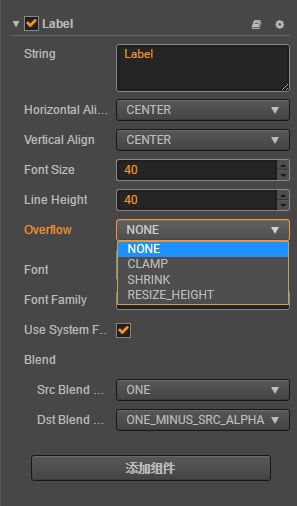 Label
String
Label
Horizontal Ali...
CENTER
Vertical Align
CENTER
Font Size
40
Line Height
40
Overflow
NONE
NONE
CLAMP
SHRINK
RESIZE_HEIGHT
Font
Font Family
Use System F...
Blend
Src Blend ...
ONE
Dst Blend ...
ONE_MINUS_SRC_ALPHA
添加组件